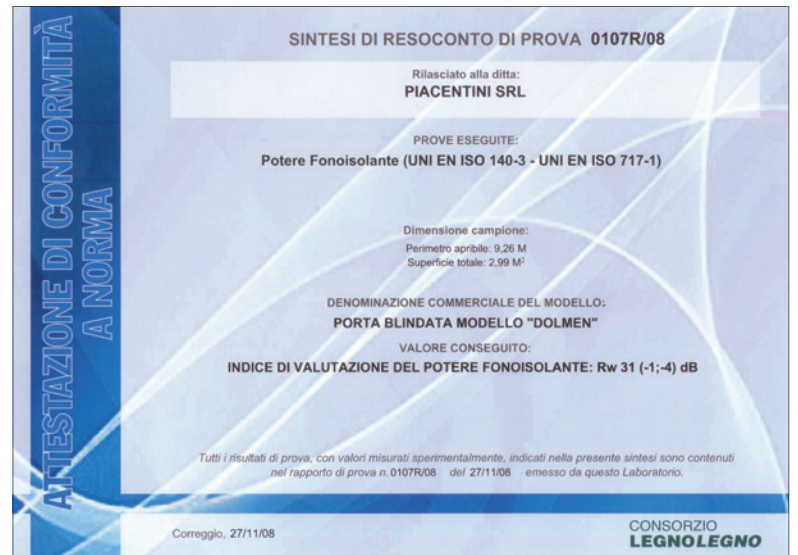 ATTESTAZIONE DI CONFORMITÀ
A NORMA
SINTESI DI RESOCONTO DI PROVA 0107R/08
Rilasciato alla ditta:
PIACENTINI SRL
PROVE ESEGUITE:
Potere Fonoisolante (UNI EN ISO 140-3 - UNI EN ISO 717-1)
Dimensione campione:
Perimetro apribile: 9,26 M
Superficie totale: 2,99 M²
DENOMINAZIONE COMMERCIALE DEL MODELLO:
PORTA BLINDATA MODELLO "DOLMEN"
VALORE CONSEGUITO:
INDICE DI VALUTAZIONE DEL POTERE FONOISOLANTE: Rw 31 (-1;-4) dB
Tutti i risultati di prova, con valori misurati sperimentalmente, indicati nella presente sintesi sono contenuti
nel rapporto di prova n. 0107R/08 del 27/11/08 emesso da questo Laboratorio.
Correggio, 27/11/08
CONSORZIO
LEGNOLEGNO